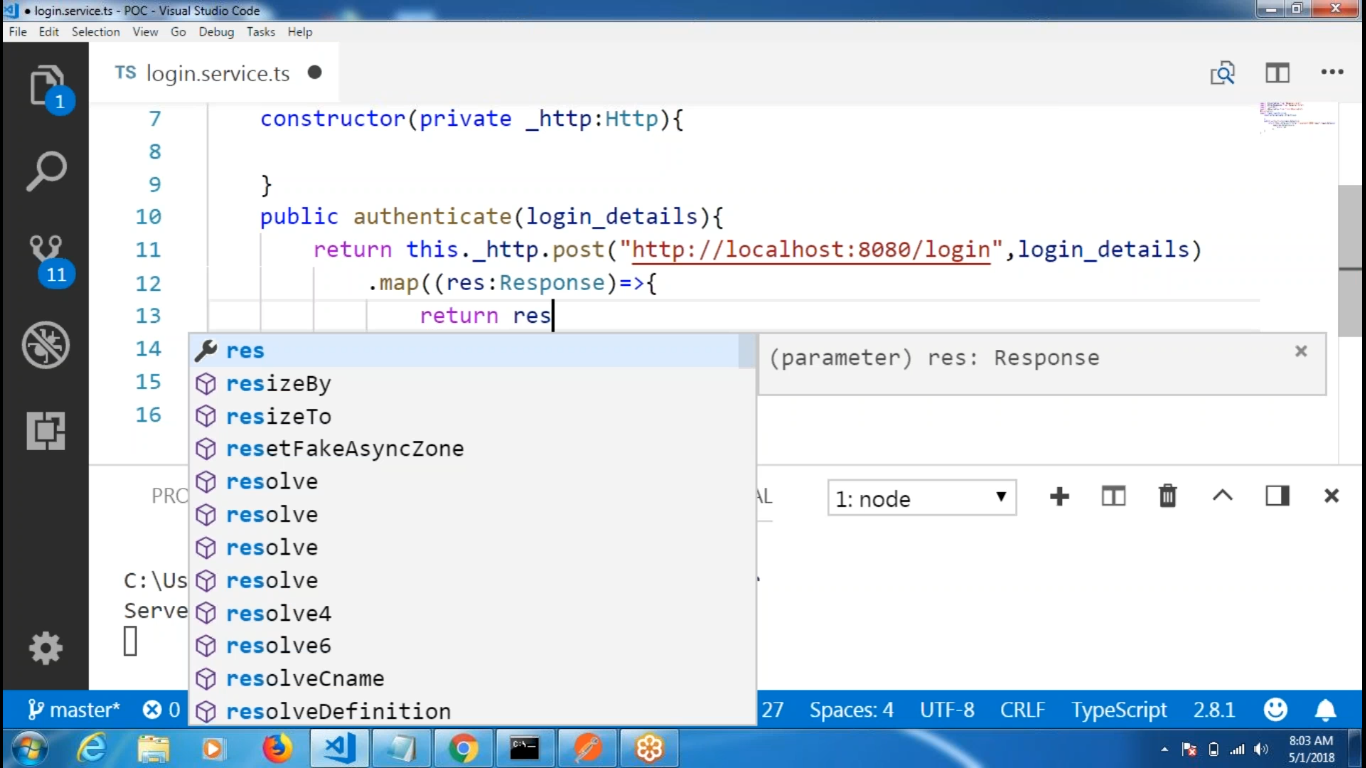 ● login.service.ts - POC - Visual Studio Code
File Edit Selection View Go Debug Tasks Help
TS login.service.ts ●
1
11
7 constructor(private _http:Http){
8
9 }
10 public authenticate(login_details){
11 return this._http.post("http://localhost:8080/login",login_details)
12 .map((res:Response)=>{
13 return res
14
15
16
res
(parameter) res: Response
resizeBy
resizeTo
resetFakeAsyncZone
resolve
resolve
resolve
resolve
resolve4
resolve6
resolveCname
resolveDefinition
PRO
AL
1: node
C:\Us
Serve
master* 0 27 Spaces: 4 UTF-8 CRLF TypeScript 2.8.1
8:03 AM
5/1/2018